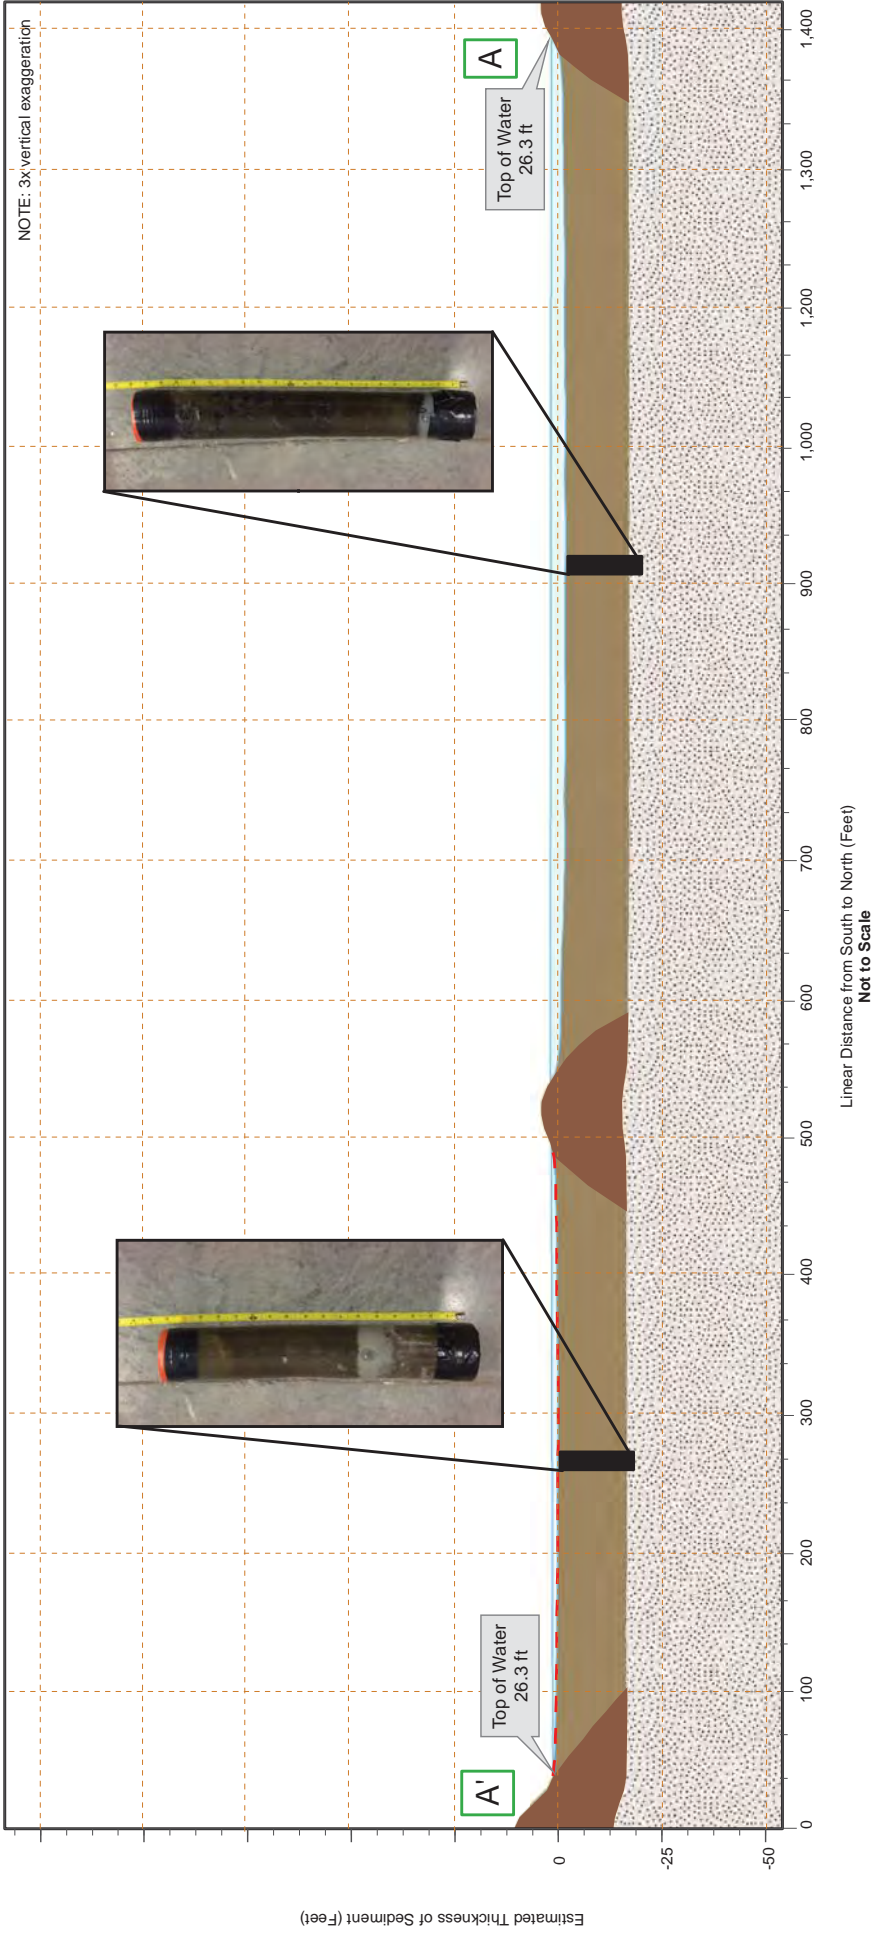 NOTE: 3x vertical exaggeration
A'
Top of Water
26.3 ft
A
Top of Water
26.3 ft
Estimated Thickness of Sediment (Feet)
0
-25
-50
0
100
200
300
400
500
600
700
800
900
1,000
1,200
1,300
1,400
Linear Distance from South to North (Feet)
Not to Scale